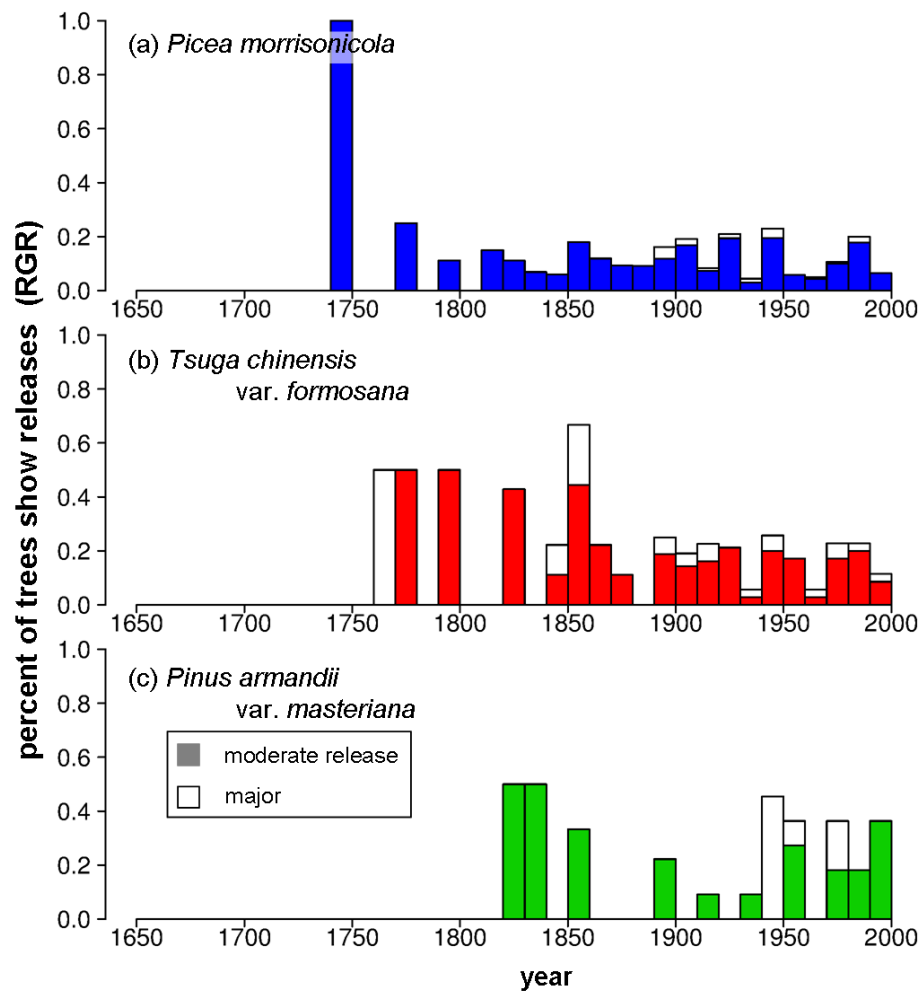 percent of trees show releases (RGR)
(a) Picea morrisonicola
1.0
0.8
0.6
0.4
0.2
0.0
1650 1700 1750 1800 1850 1900 1950 2000
(b) Tsuga chinensis
var. formosana
1.0
0.8
0.6
0.4
0.2
0.0
1650 1700 1750 1800 1850 1900 1950 2000
(c) Pinus armandii
var. masteriana
moderate release
major
1.0
0.8
0.6
0.4
0.2
0.0
1650 1700 1750 1800 1850 1900 1950 2000
year